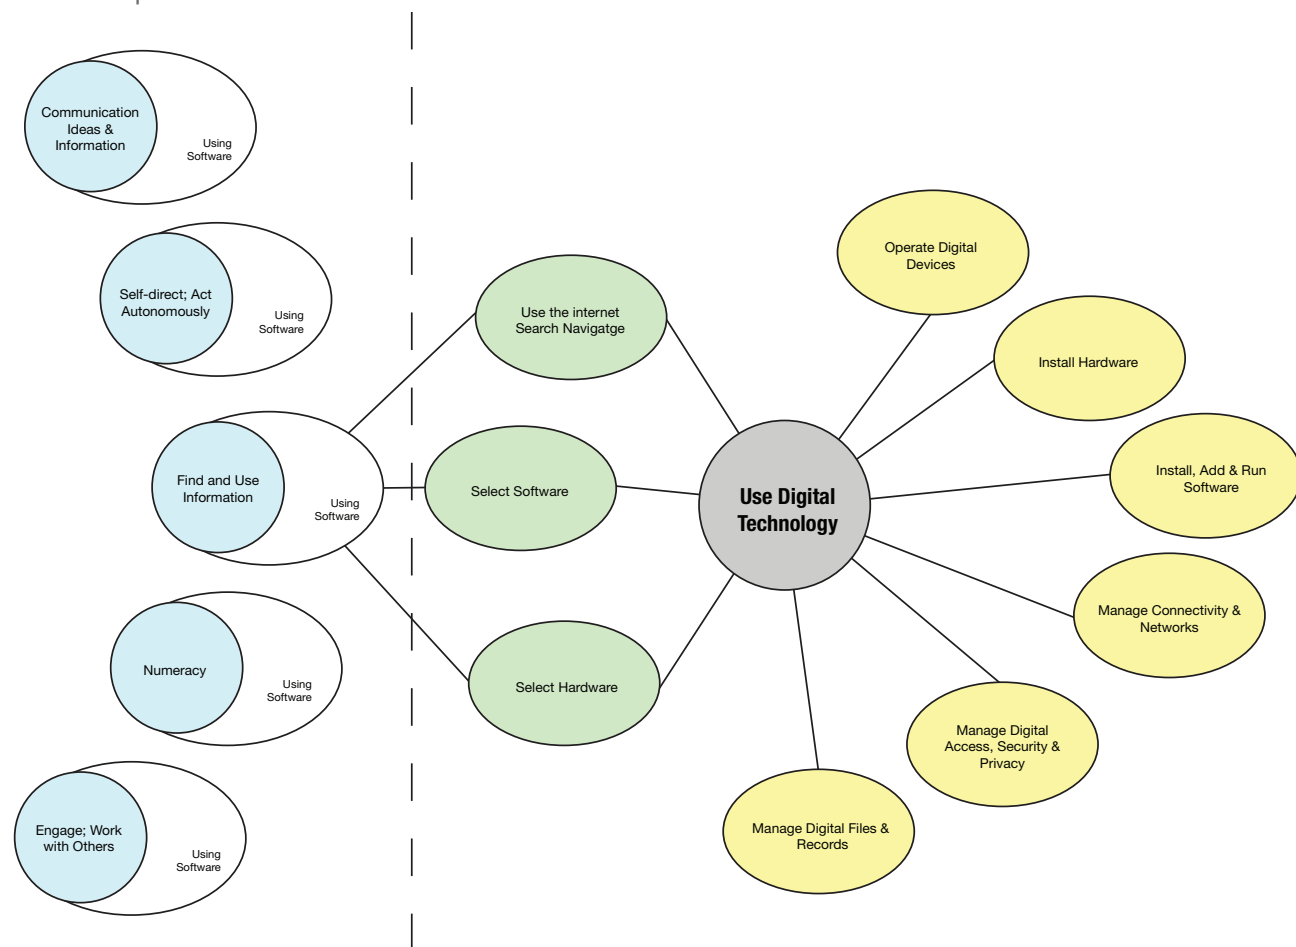 Communication
Ideas &
Information
Using
Software
Self-direct; Act
Autonomously
Using
Software
Find and Use
Information
Using
Software
Numeracy
Using
Software
Engage; Work
with Others
Using
Software
Use the internet
Search Navigatge
Select Software
Select Hardware
Use Digital
Technology
Operate Digital
Devices
Install Hardware
Install, Add & Run
Software
Manage Connectivity &
Networks
Manage Digital
Access, Security &
Privacy
Manage Digital Files &
Records